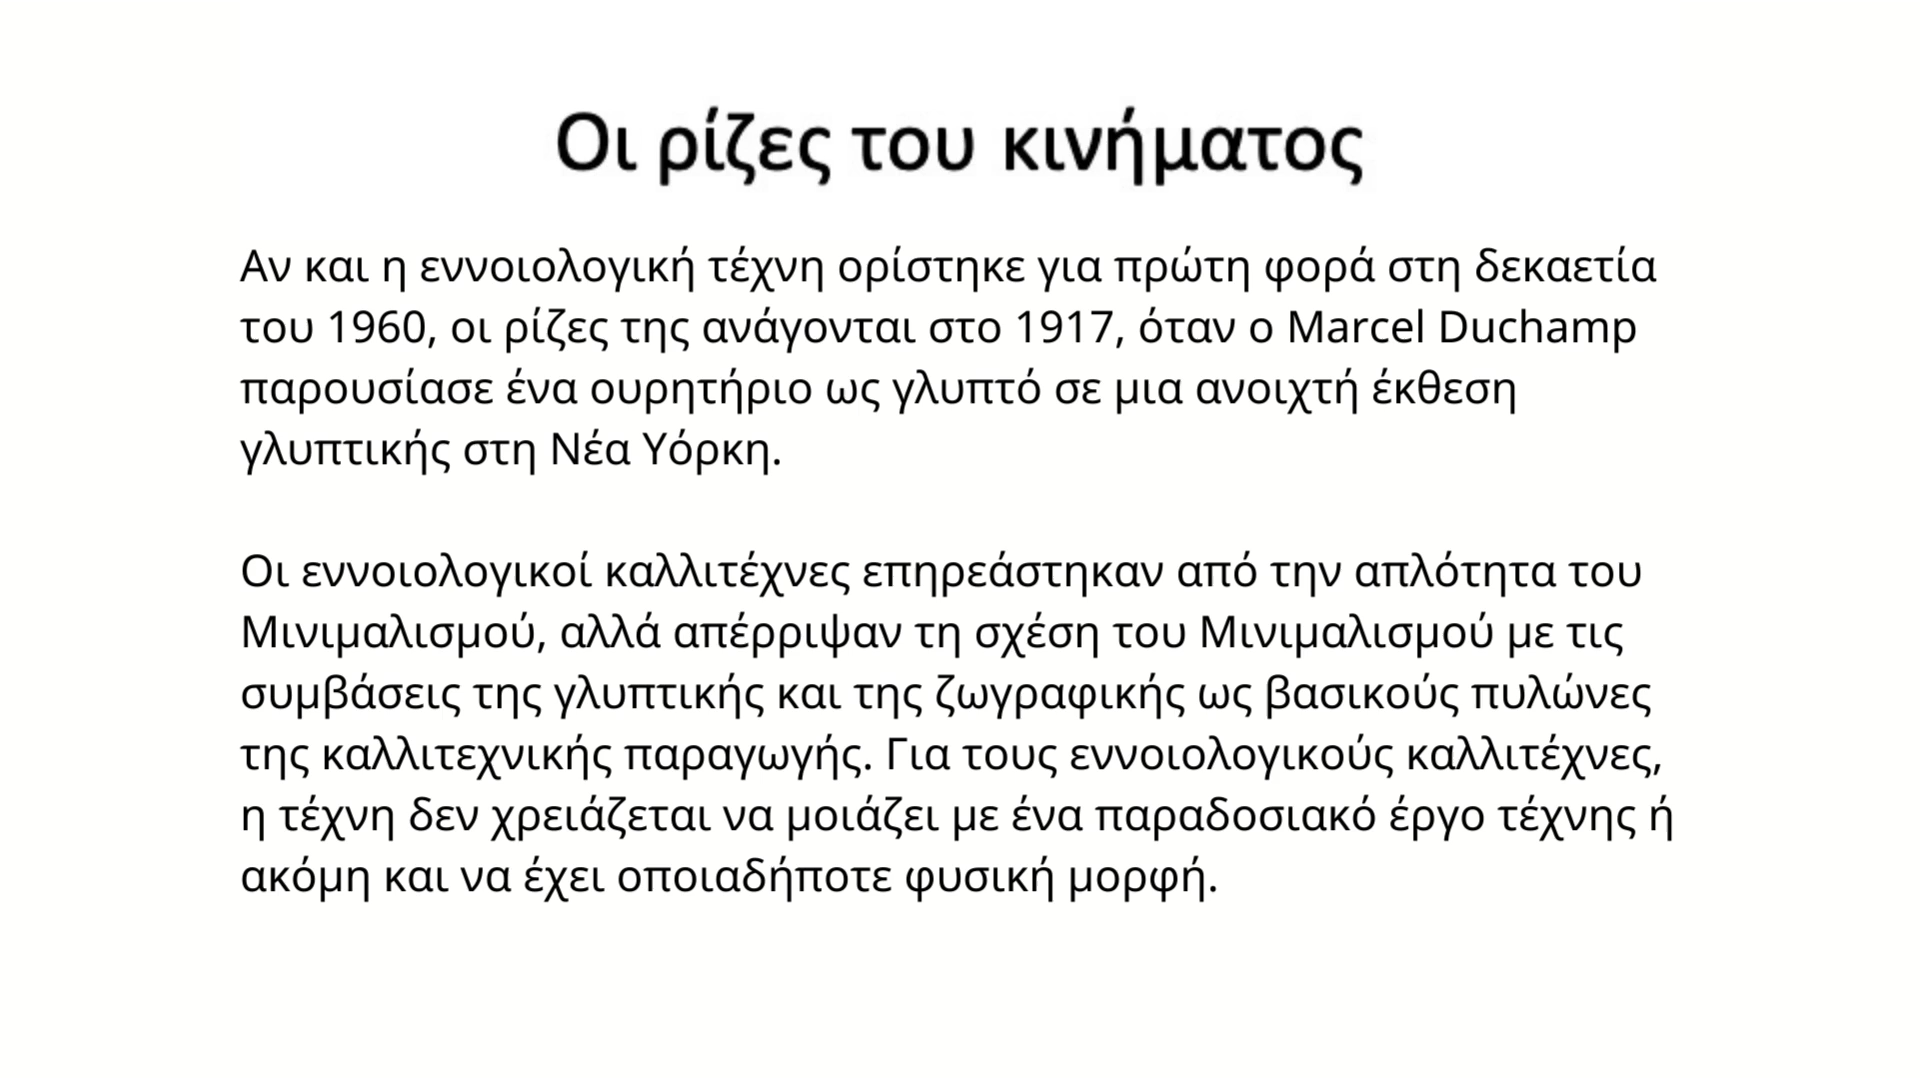 Οι ρίζες του κινήματος
Αν και η εννοιολογική τέχνη ορίστηκε για πρώτη φορά στη δεκαετία
του 1960, οι ρίζες της ανάγονται στο 1917, όταν ο Marcel Duchamp
παρουσίασε ένα ουρητήριο ως γλυπτό σε μια ανοιχτή έκθεση
γλυπτικής στη Νέα Υόρκη.
Οι εννοιολογικοί καλλιτέχνες επηρεάστηκαν από την απλότητα του
Μινιμαλισμού, αλλά απέρριψαν τη σχέση του Μινιμαλισμού με τις
συμβάσεις της γλυπτικής και της ζωγραφικής ως βασικούς πυλώνες
της καλλιτεχνικής παραγωγής. Για τους εννοιολογικούς καλλιτέχνες,
η τέχνη δεν χρειάζεται να μοιάζει με ένα παραδοσιακό έργο τέχνης ή
ακόμη και να έχει οποιαδήποτε φυσική μορφή.